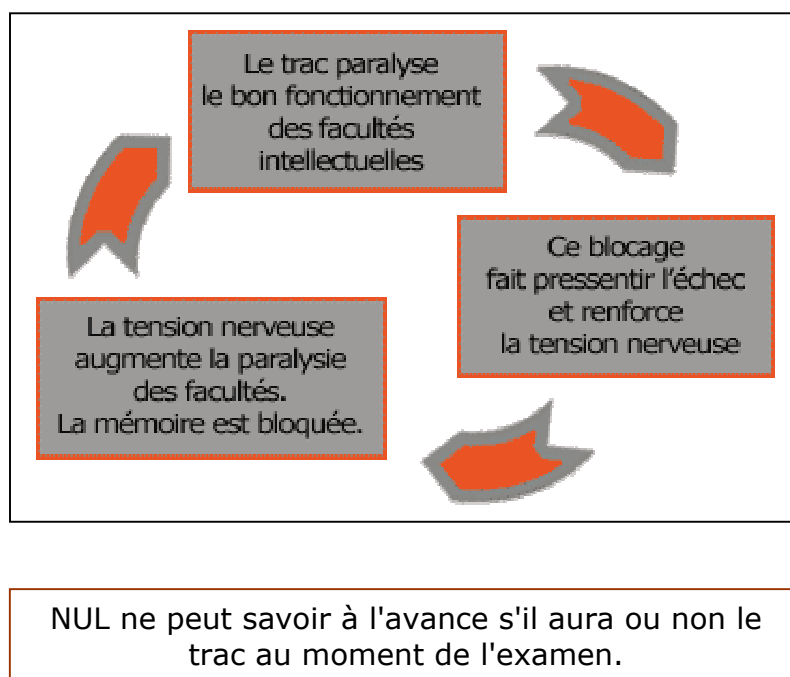 Le trac paralyse
le bon fonctionnement
des facultés
intellectuelles
Ce blocage
fait pressentir l'échec
et renforce
la tension nerveuse
La tension nerveuse
augmente la paralysie
des facultés.
La mémoire est bloquée.
NUL ne peut savoir à l'avance s'il aura ou non le
trac au moment de l'examen.